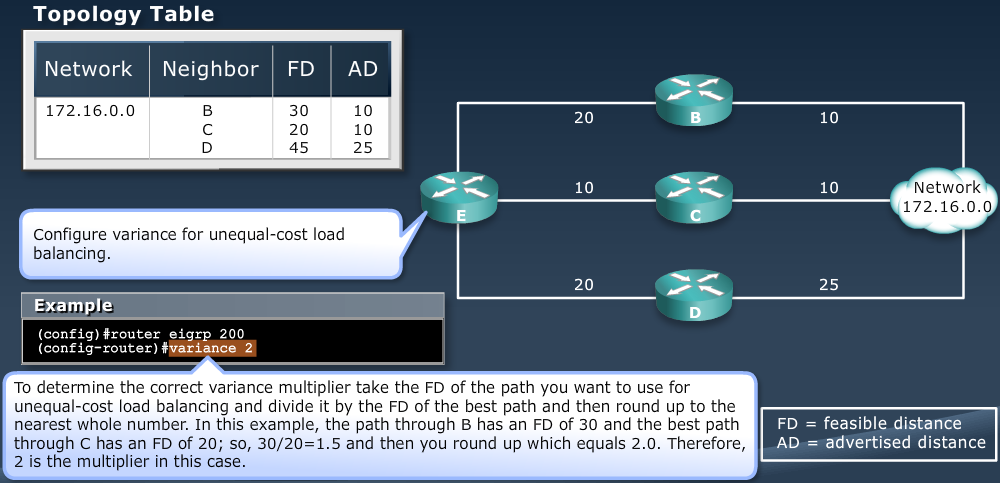 Topology Table
Network Neighbor FD AD
172.16.0.0 B 30 10
C 20 10
D 45 25
Configure variance for unequal-cost load
balancing.
Example
(config)#router eigrp 200
(config-router)#variance 2
To determine the correct variance multiplier take the FD of the path you want to use for
unequal-cost load balancing and divide it by the FD of the best path and then round up to the
nearest whole number. In this example, the path through B has an FD of 30 and the best path
through C has an FD of 20; so, 30/20=1.5 and then you round up which equals 2.0. Therefore,
2 is the multiplier in this case.
20 B 10
E 10 C 10
Network
172.16.0.0
20 D 25
FD = feasible distance
AD = advertised distance